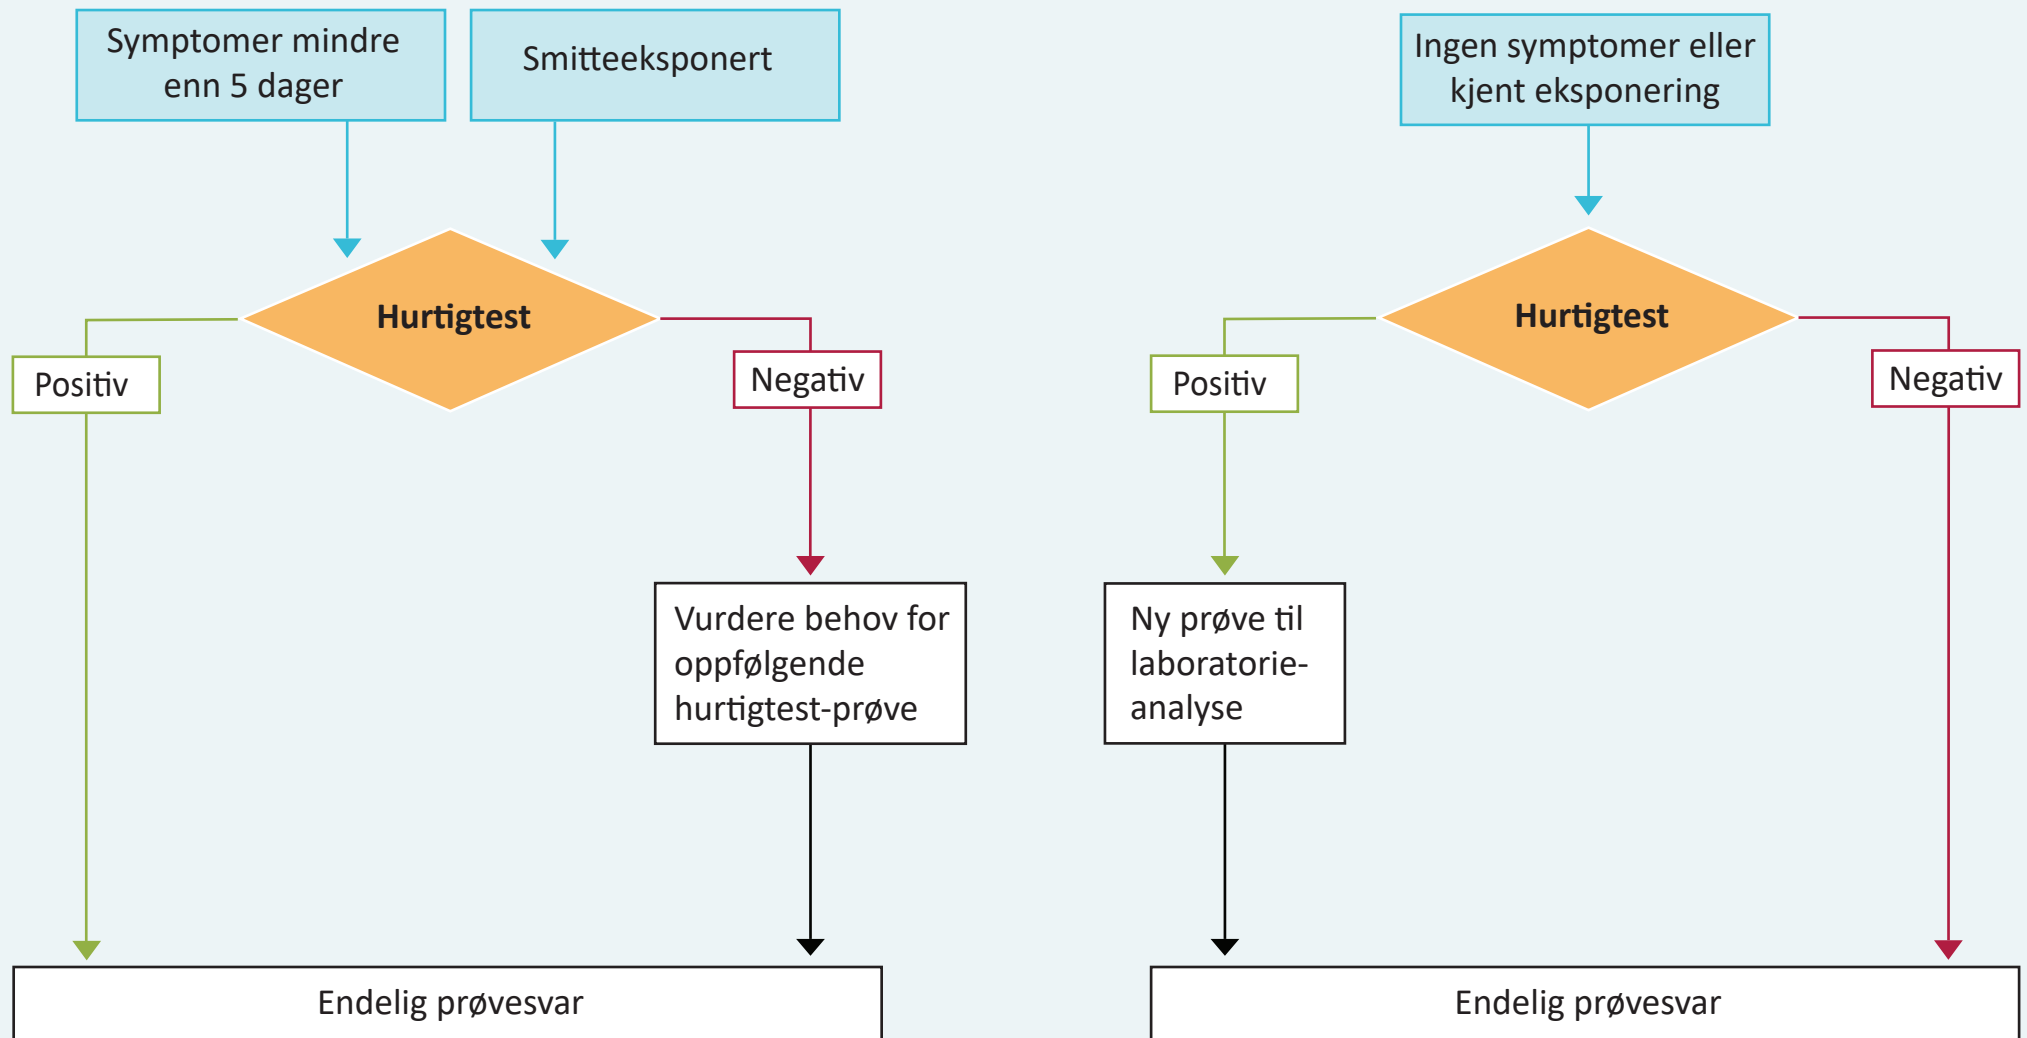 Symptomer mindre
enn 5 dager
Smitteeksponert
Hurtigtest
Positiv
Negativ
Vurdere behov for
oppfølgende
hurtigtest-prøve
Endelig prøvesvar
Ingen symptomer eller
kjent eksponering
Hurtigtest
Positiv
Negativ
Ny prøve til
laboratorie-
analyse
Endelig prøvesvar